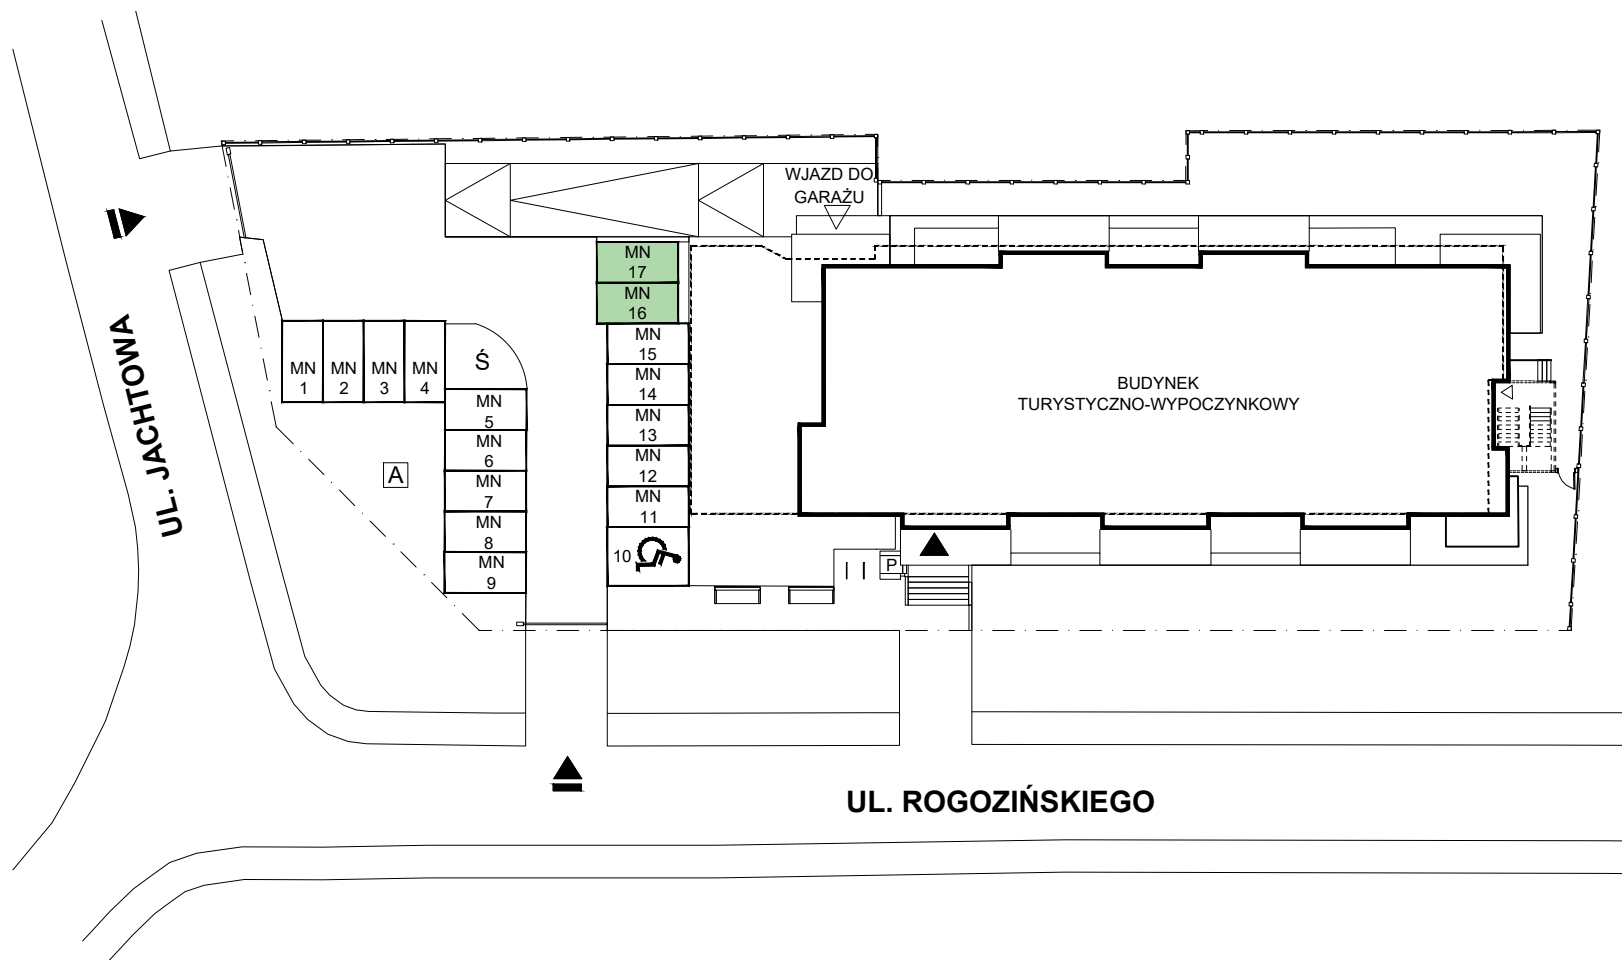 WJAZD DO
GARAŻU
MN
17
MN
16
MN
15
MN
14
MN
13
MN
12
MN
11
10
MN
1
MN
2
MN
3
MN
4
Ś
MN
5
MN
6
MN
7
MN
8
MN
9
A
P
BUDYNEK
TURYSTYCZNO-WYPOCZYNKOWY
UL. JACHTOWA
UL. ROGOZIŃSKIEGO